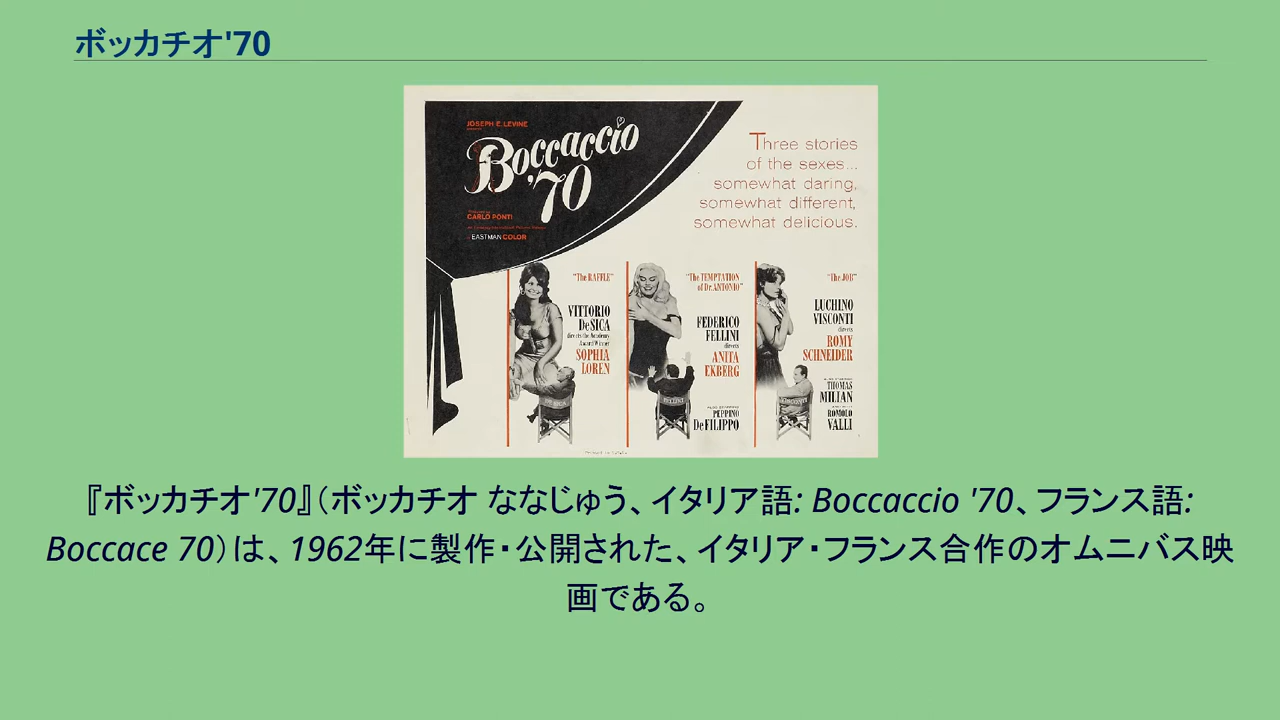 ボッカチオ'70
JOSEPH E. LEVINE
Boccaccio
'70
CARLO PONTI
EASTMAN COLOR
Three stories
of the sexes...
somewhat daring,
somewhat different,
somewhat delicious.
"The RAFFLE"
VITTORIO
DeSICA
directs the Academy
Award Winner
SOPHIA
LOREN
"The TEMPTATION
of Dr. ANTONIO"
FEDERICO
FELLINI
directs
ANITA
EKBERG
PEPPINO
DeFILIPPO
"The JOB"
LUCHINO
VISCONTI
directs
ROMY
SCHNEIDER
THOMAS
MILIAN
ROMOLO
VALLI
『ボッカチオ'70』（ボッカチオ ななじゅう、イタリア語: Boccaccio '70、フランス語:
Boccace 70）は、1962年に製作・公開された、イタリア・フランス合作のオムニバス映
画である。